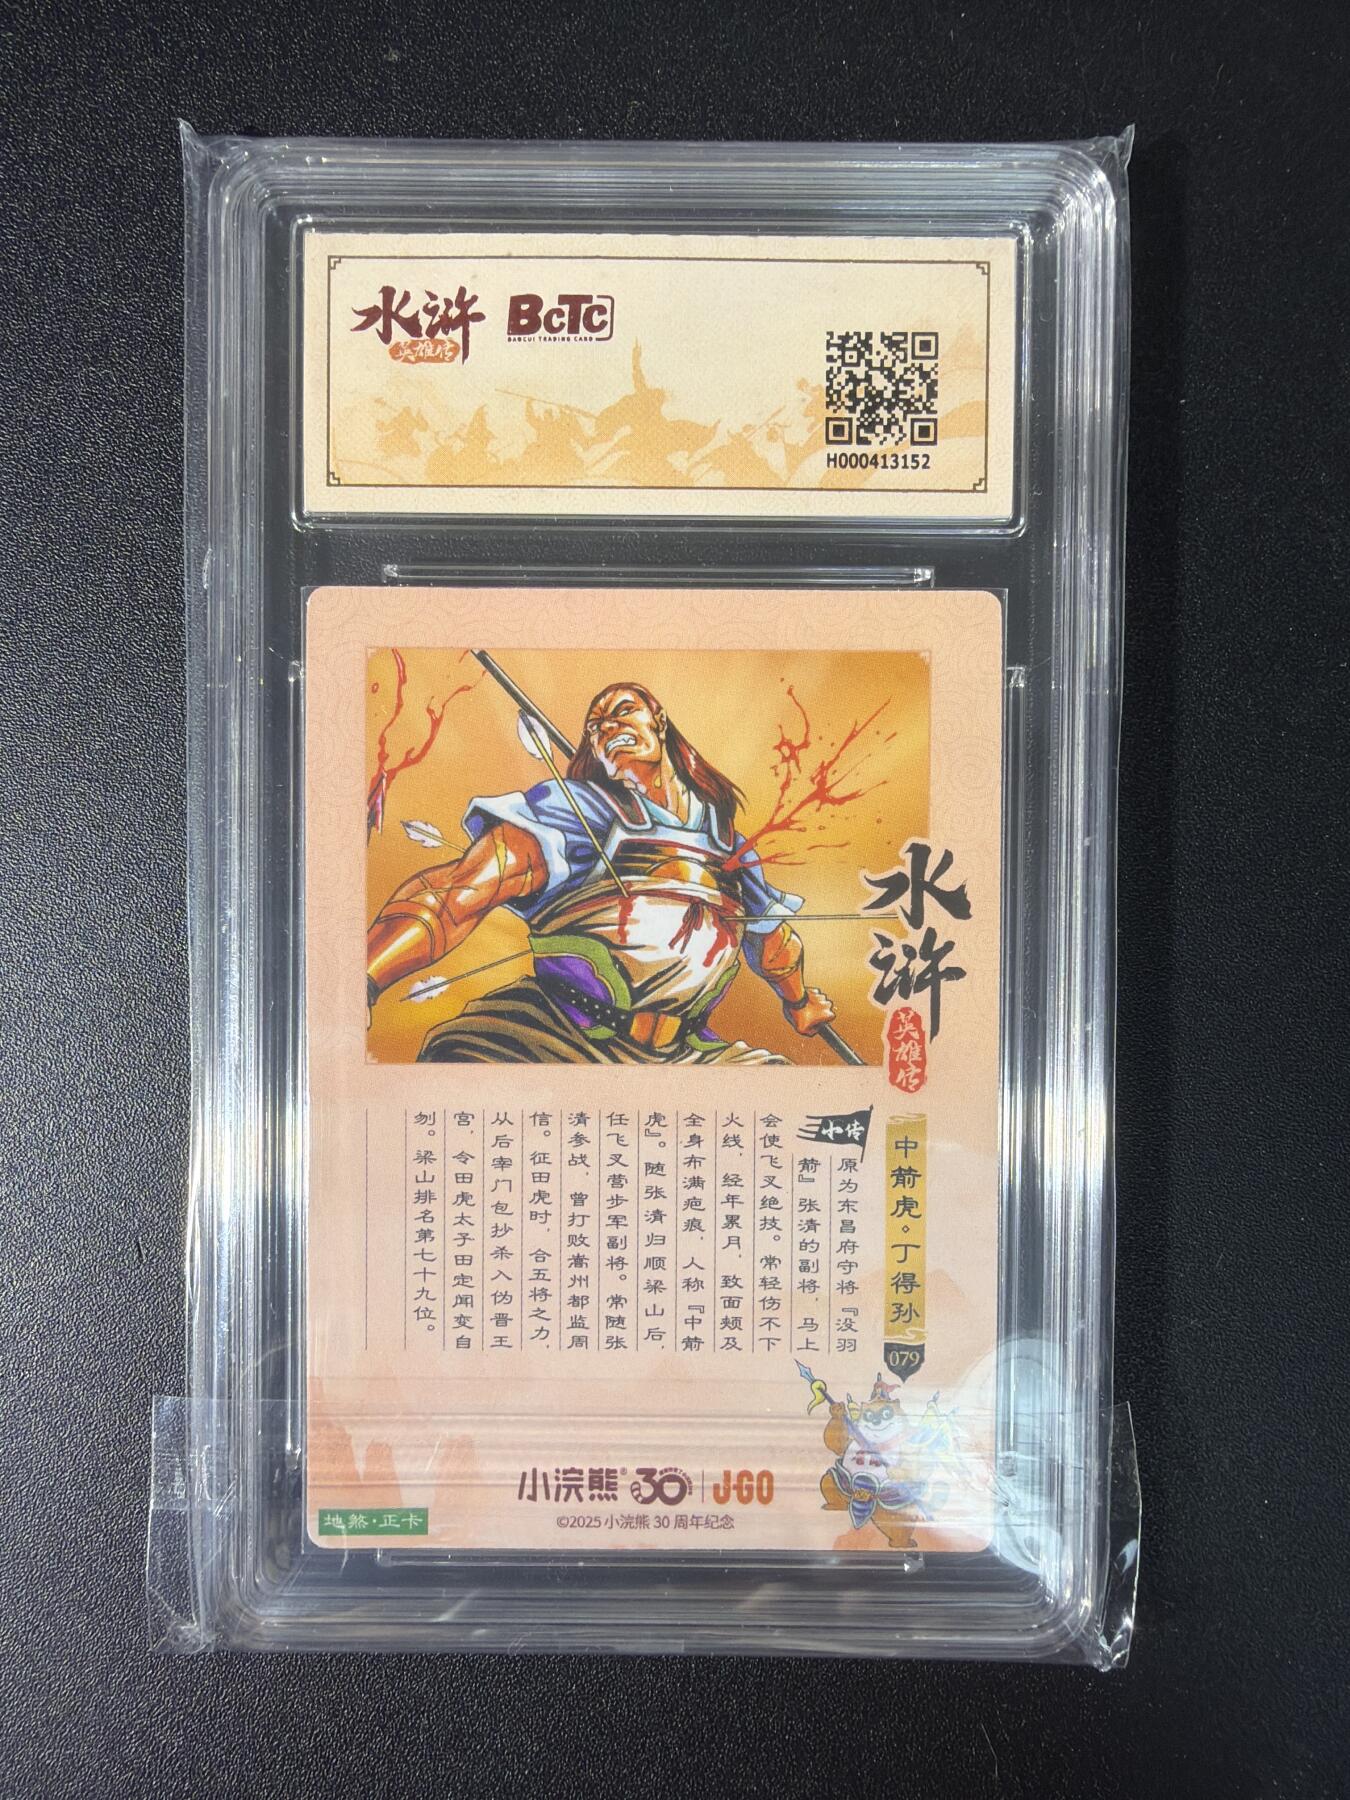 水浒
英雄传
BCTC
BAOCUI TRADING CARD
H000413152
水浒
英雄传
中箭虎。丁得孙
079
小传
原为东昌府守将『没羽
箭』张清的副将，马上
会使飞叉绝技。常轻伤不下
火线，经年累月，致面颊及
全身布满疤痕，人称『中箭
虎』。随张清归顺梁山后，
任飞叉营步军副将。常随张
清参战，曾打败嵩州都监周
信。征田虎时，合五将之力，
从后宰门包抄杀入伪晋王
宫，令田虎太子田定闻变自
刎。梁山排名第七十九位。
小浣熊® 30 | J·GO
©2025 小浣熊 30 周年纪念
地煞·正卡